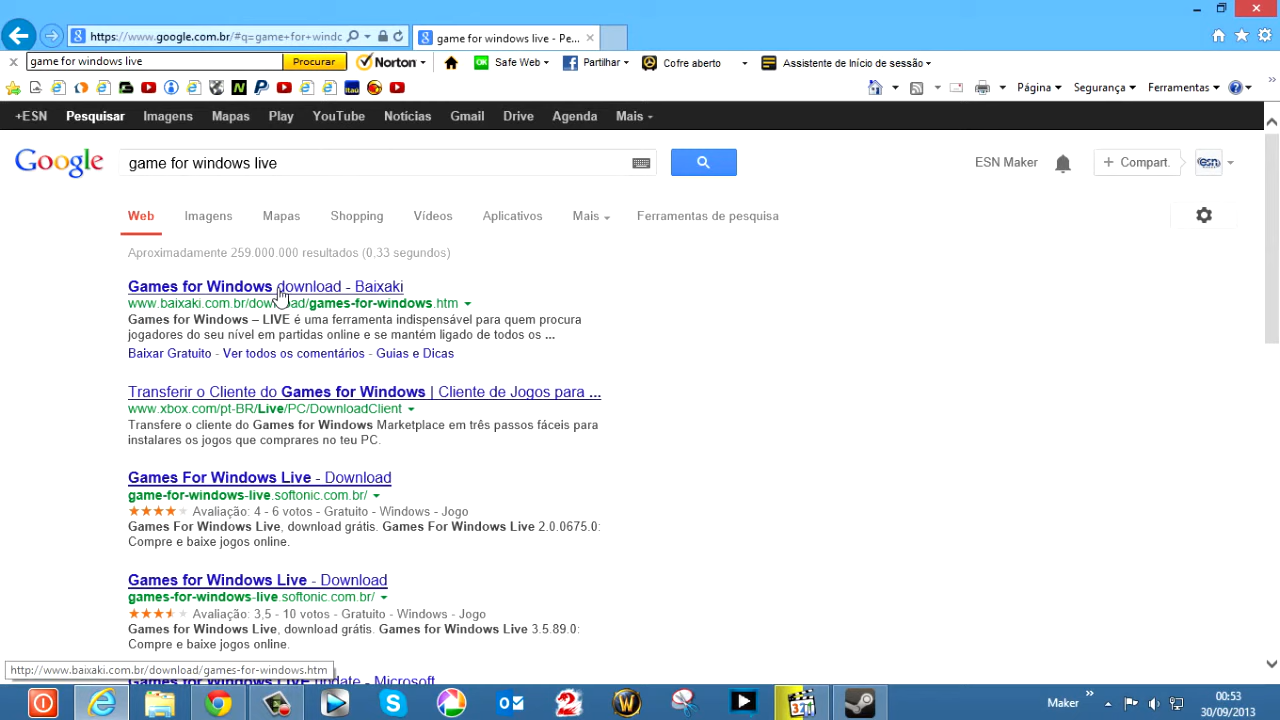 https://www.google.com.br/#q=game+for+windc
game for windows live - Pe...
game for windows live
Procurar
Norton
Safe Web
Partilhar
Cofre aberto
Assistente de Início de sessão
Página
Segurança
Ferramentas
+ESN Pesquisar Imagens Mapas Play YouTube Notícias Gmail Drive Agenda Mais
Google
game for windows live
ESN Maker
+ Compart.
esn
Web Imagens Mapas Shopping Vídeos Aplicativos Mais Ferramentas de pesquisa
Aproximadamente 259.000.000 resultados (0,33 segundos)
Games for Windows download - Baixaki
www.baixaki.com.br/download/games-for-windows.htm
Games for Windows – LIVE é uma ferramenta indispensável para quem procura
jogadores do seu nível em partidas online e se mantém ligado de todos os ...
Baixar Gratuito - Ver todos os comentários - Guias e Dicas
Transferir o Cliente do Games for Windows | Cliente de Jogos para ...
www.xbox.com/pt-BR/Live/PC/DownloadClient
Transfere o cliente do Games for Windows Marketplace em três passos fáceis para
instalares os jogos que comprares no teu PC.
Games For Windows Live - Download
game-for-windows-live.softonic.com.br/
Avaliação: 4 - 6 votos - Gratuito - Windows - Jogo
Games For Windows Live, download grátis. Games For Windows Live 2.0.0675.0:
Compre e baixe jogos online.
Games for Windows Live - Download
games-for-windows-live.softonic.com.br/
Avaliação: 3,5 - 10 votos - Gratuito - Windows - Jogo
Games for Windows Live, download grátis. Games for Windows Live 3.5.89.0:
Compre e baixe jogos online.
http://www.baixaki.com.br/download/games-for-windows.htm
Games for Windows LIVE update - Microsoft
Maker
00:53
30/09/2013